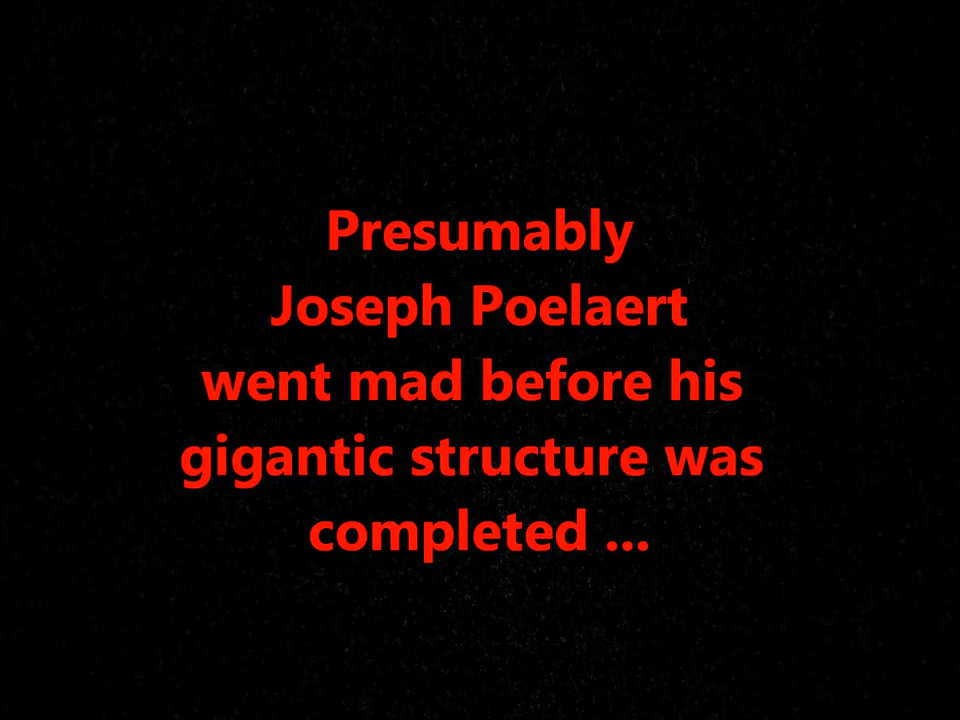 Presumably
Joseph Poelaert
went mad before his
gigantic structure was
completed ...